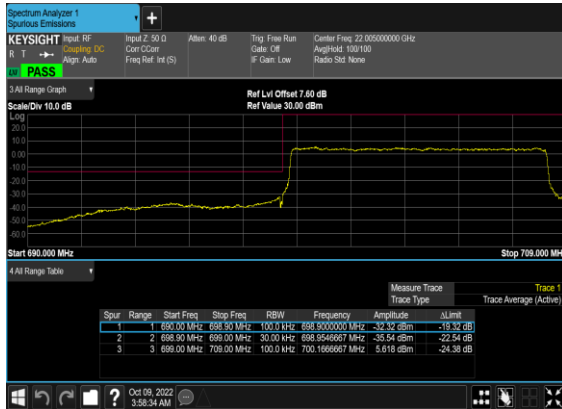 Spectrum Analyzer 1
Spurious Emissions
+
KEYSIGHT Input: RF Input Z: 50 Ω Atten: 40 dB Trig: Free Run Center Freq: 22.005000000 GHz
R T Coupling: DC Corr CCorr Gate: Off Avg|Hold: 100/100
Align: Auto Freq Ref: Int (S) IF Gain: Low Radio Std: None
LXI PASS
3 All Range Graph
Ref Lvl Offset 7.60 dB
Scale/Div 10.0 dB Ref Value 30.00 dBm
Log
20.0
10.0
0.00
-10.0
-20.0
-30.0
-40.0
-50.0
-60.0
Start 690.000 MHz Stop 709.000 MH
4 All Range Table
Measure Trace Trace 1
Trace Type Trace Average (Active)
Spur Range Start Freq Stop Freq RBW Frequency Amplitude ΔLimit
1 1 690.00 MHz 698.90 MHz 100.0 kHz 698.9000000 MHz -32.32 dBm -19.32 dB
2 2 698.90 MHz 699.00 MHz 30.00 kHz 698.9546667 MHz -35.54 dBm -22.54 dB
3 3 699.00 MHz 709.00 MHz 100.0 kHz 700.1666667 MHz 5.618 dBm -24.38 dB
? Oct 09, 2022
3:58:34 AM